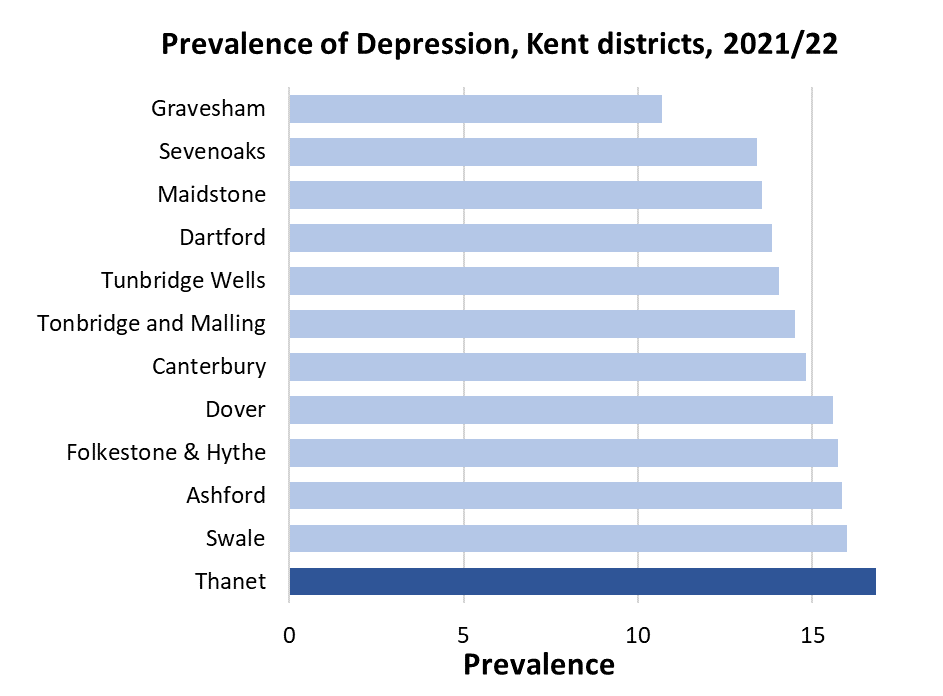 Prevalence of Depression, Kent districts, 2021/22
Gravesham
Sevenoaks
Maidstone
Dartford
Tunbridge Wells
Tonbridge and Malling
Canterbury
Dover
Folkestone & Hythe
Ashford
Swale
Thanet
0 5 10 15
Prevalence